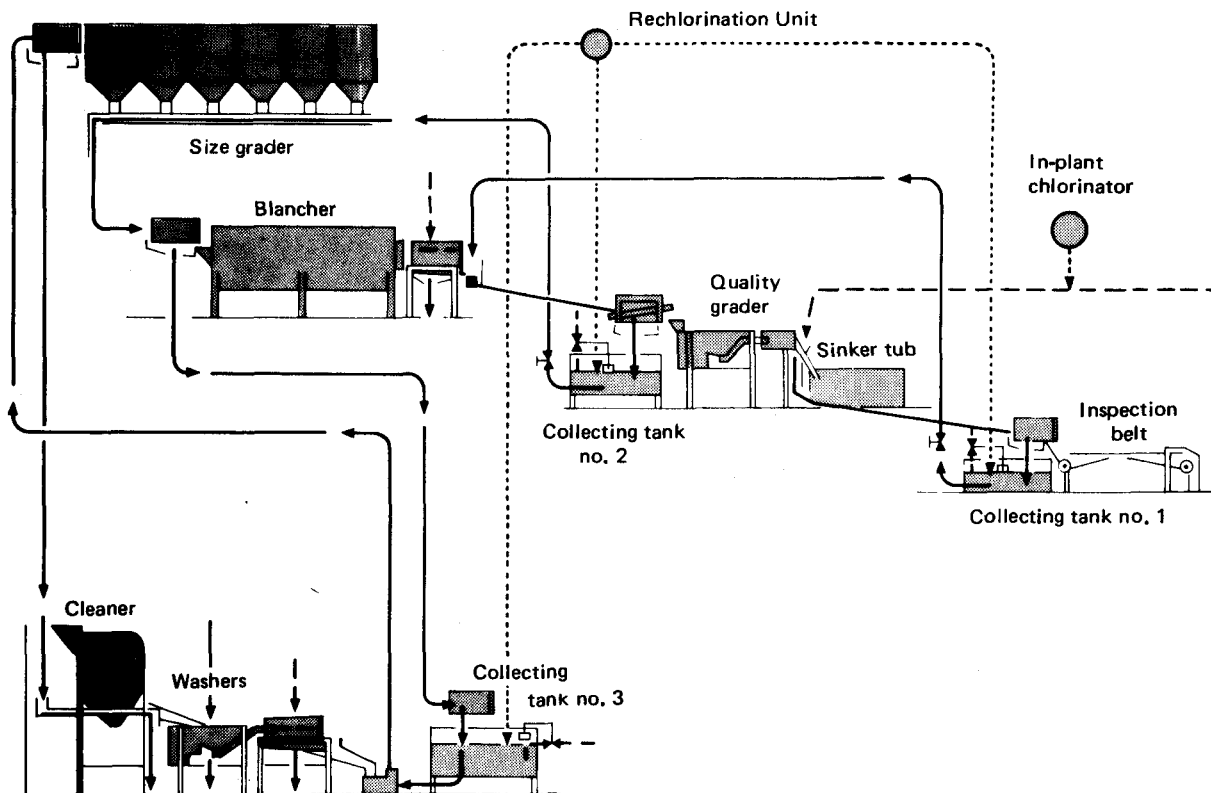 Rechlorination Unit
Size grader
In-plant
chlorinator
Blancher
Quality
grader
Sinker tub
Collecting tank
no. 2
Inspection
belt
Collecting tank no. 1
Cleaner
Washers
Collecting
tank no. 3